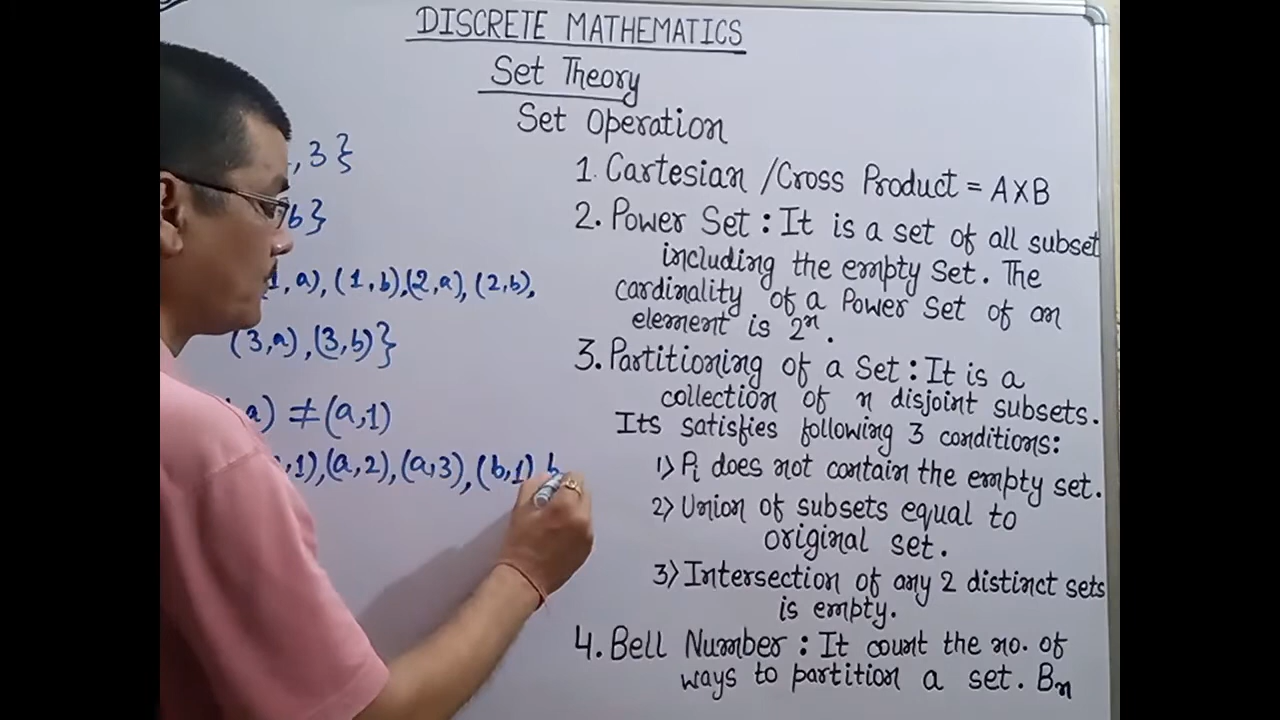 DISCRETE MATHEMATICS
Set Theory
Set Operation
, 3}
b}
1, a), (1, b), (2, a), (2, b),
(3, a), (3, b)}
a) ≠ (a, 1)
, 1), (a, 2), (a, 3), (b, 1)
1. Cartesian / Cross Product = A X B
2. Power Set : It is a set of all subset
including the empty set. The
cardinality of a Power Set of an
element is 2ⁿ.
3. Partitioning of a Set : It is a
collection of n disjoint subsets.
Its satisfies following 3 conditions:
1) Pᵢ does not contain the empty set.
2) Union of subsets equal to
original set.
3) Intersection of any 2 distinct sets
is empty.
4. Bell Number : It count the no. of
ways to partition a set. Bₙ